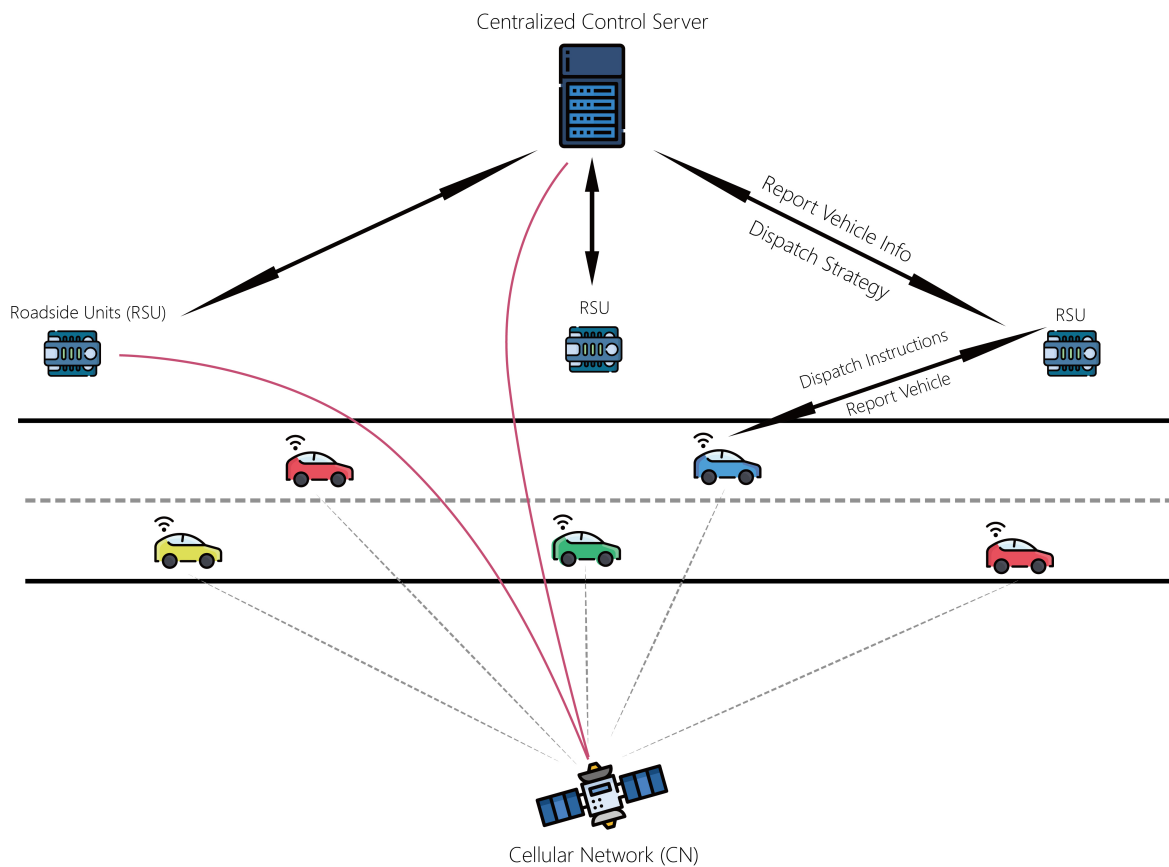 Centralized Control Server
Report Vehicle Info
Dispatch Strategy
Roadside Units (RSU)
RSU
RSU
Dispatch Instructions
Report Vehicle
Cellular Network (CN)